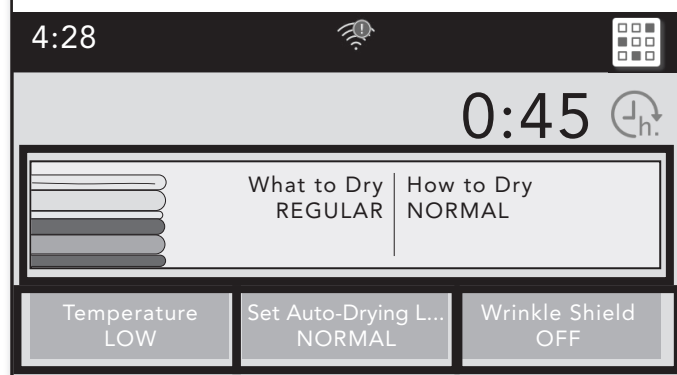 4:28
0:45 h.
What to Dry How to Dry
REGULAR NORMAL
Temperature Set Auto-Drying L... Wrinkle Shield
LOW NORMAL OFF